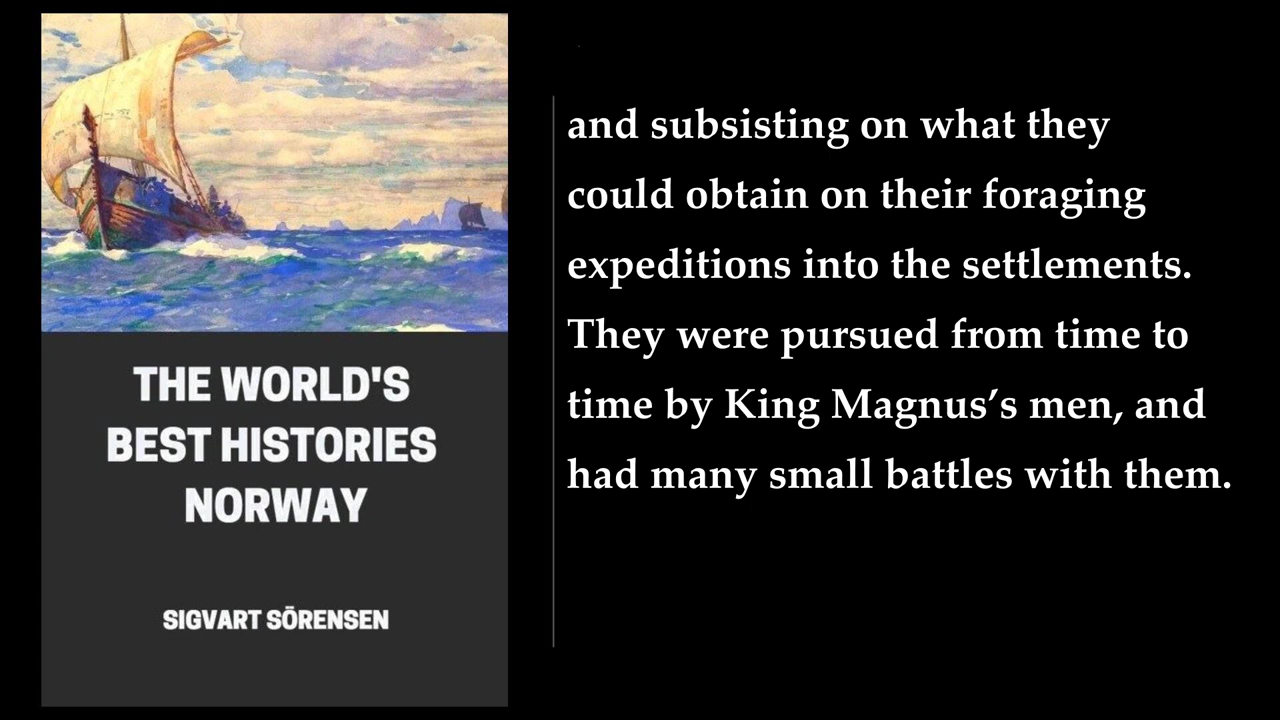 THE WORLD'S
BEST HISTORIES
NORWAY
SIGVART SÖRENSEN
and subsisting on what they
could obtain on their foraging
expeditions into the settlements.
They were pursued from time to
time by King Magnus’s men, and
had many small battles with them.